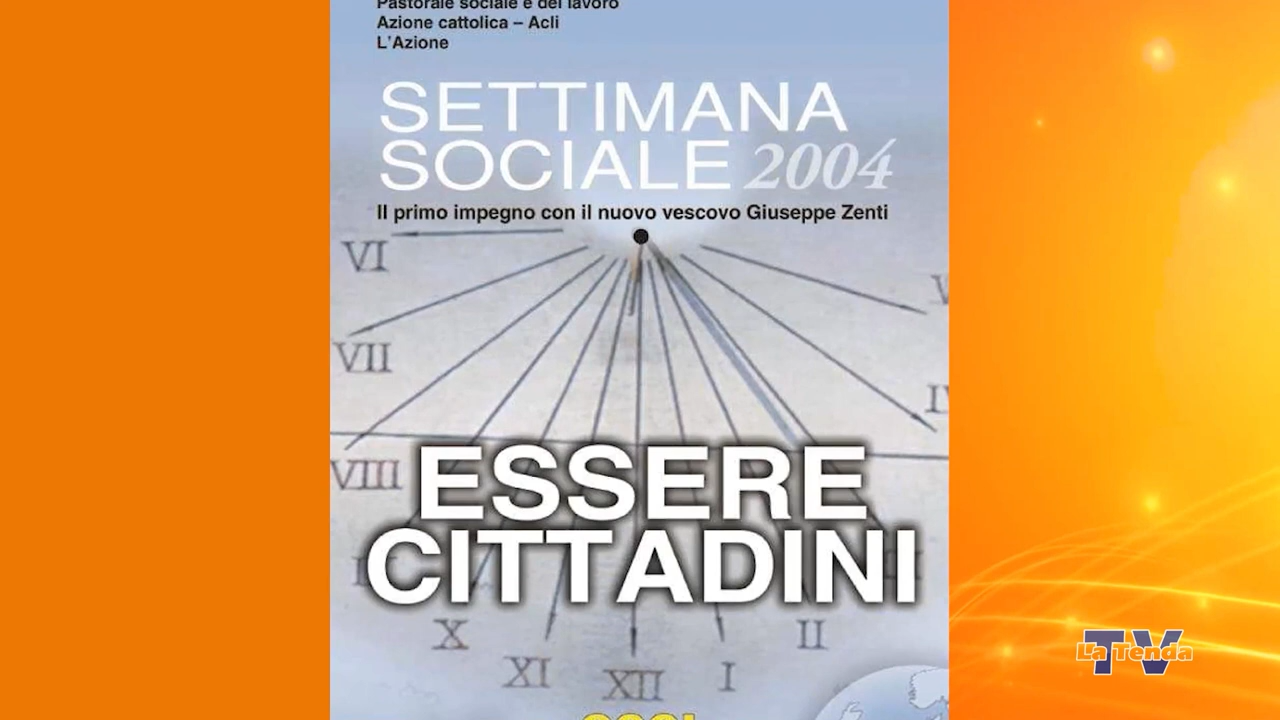 Pastorale sociale e del lavoro
Azione cattolica – Acli
L'Azione
SETTIMANA
SOCIALE 2004
Il primo impegno con il nuovo vescovo Giuseppe Zenti
VI
VII
VIII
ESSERE
CITTADINI
X
II
XI
XII
I
OGGI
TV
La Tenda